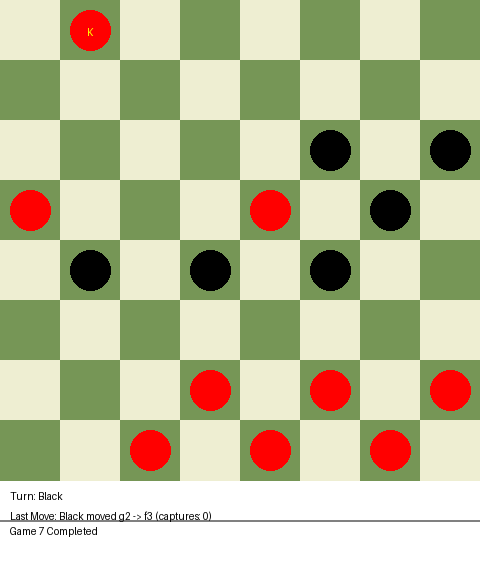 K
Turn: Black
Last Move: Black moved g2 -> f3 (captures: 0)
Game 7 Completed